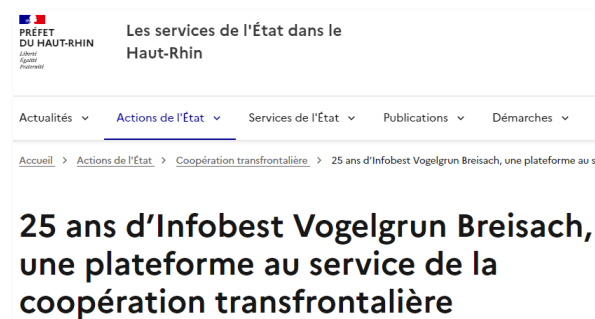 PRÉFET
DU HAUT-RHIN
Liberté
Égalité
Fraternité
Les services de l'État dans le
Haut-Rhin
Actualités Actions de l'État Services de l'État Publications Démarches
Accueil > Actions de l'État > Coopération transfrontalière > 25 ans d'Infobest Vogelgrun Breisach, une plateforme au s
25 ans d’Infobest Vogelgrun Breisach,
une plateforme au service de la
coopération transfrontalière